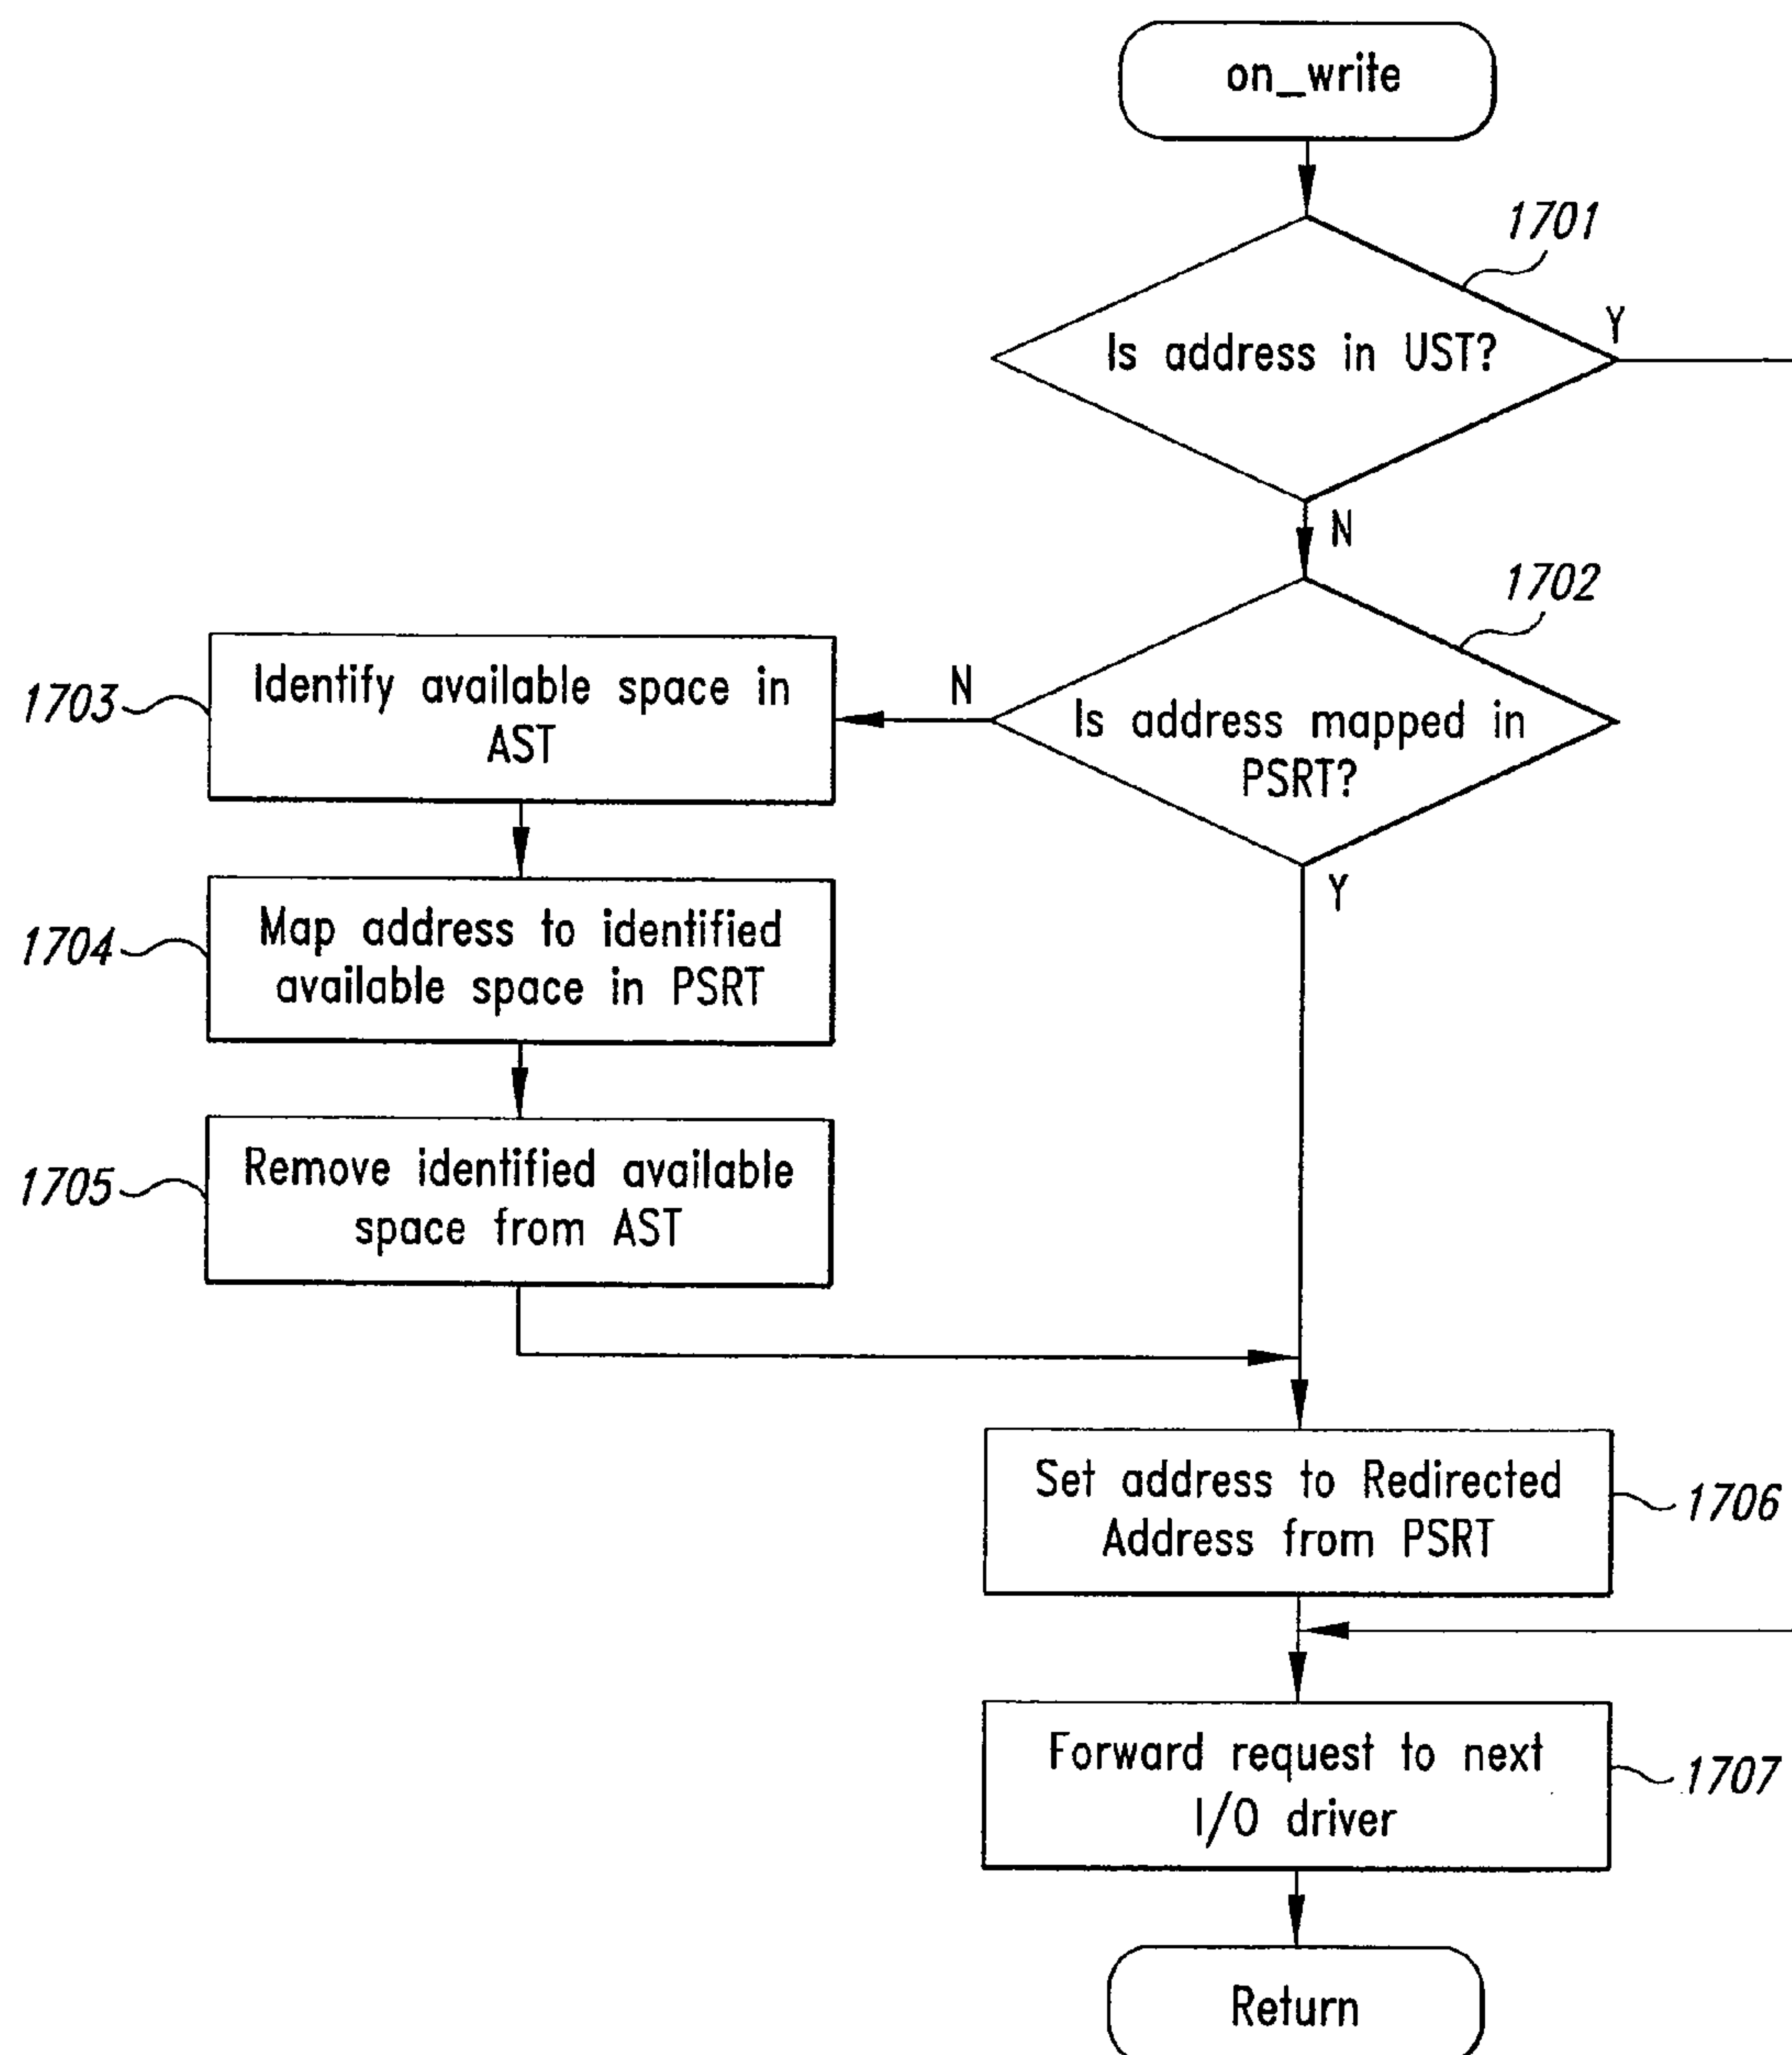 on_write
1701
Is address in UST?
Y
N
1702
Is address mapped in
PSRT?
N
Y
1703
Identify available space in
AST
1704
Map address to identified
available space in PSRT
1705
Remove identified available
space from AST
Set address to Redirected
Address from PSRT
1706
Forward request to next
I/O driver
1707
Return